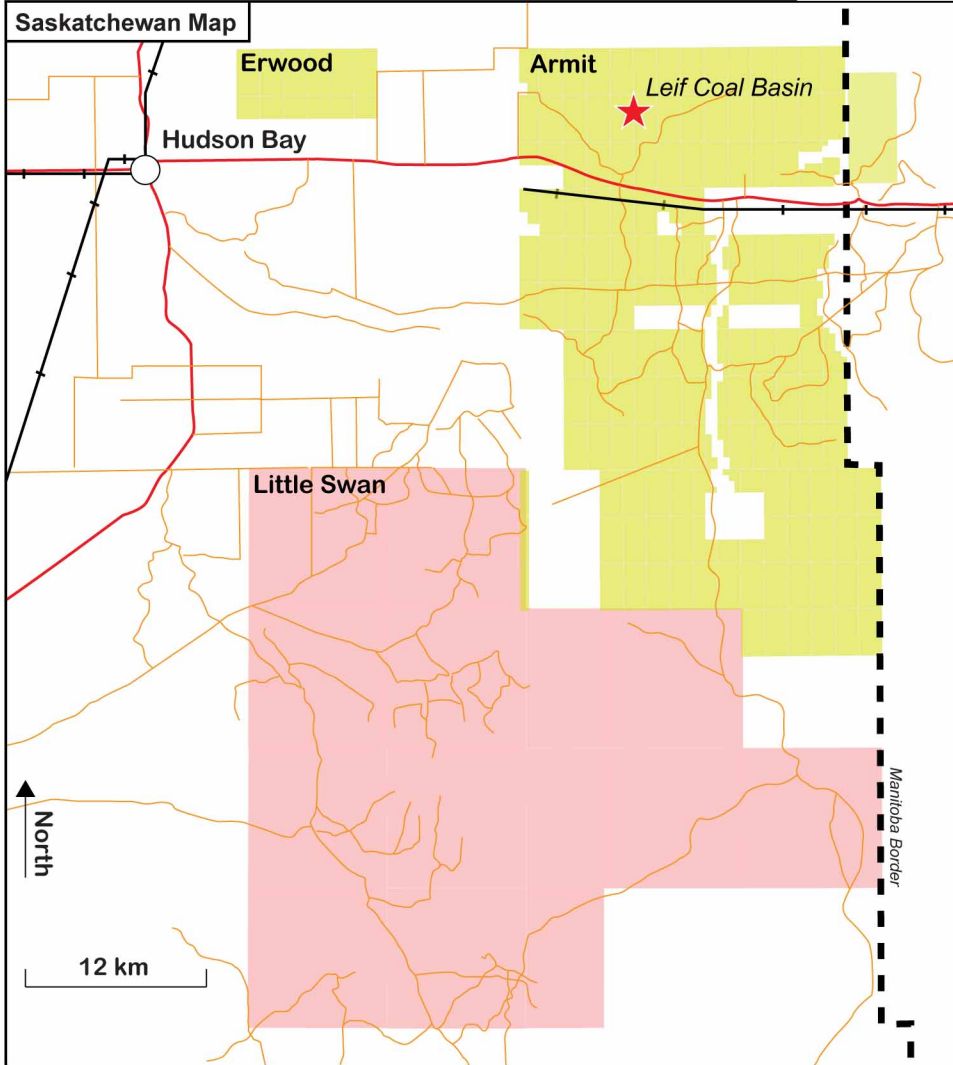 Saskatchewan Map
Erwood
Armit
Leif Coal Basin
Hudson Bay
Little Swan
North
Manitoba Border
12 km